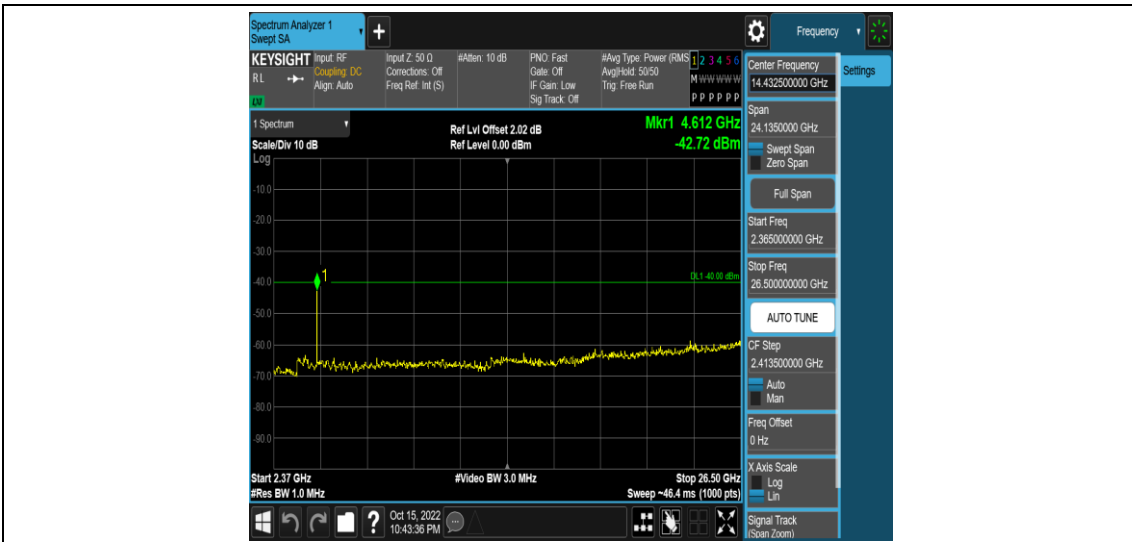 Spectrum Analyzer 1
Swept SA
Frequency
KEYSIGHT
RL
LXI
Input: RF
Coupling: DC
Align: Auto
Input Z: 50 Ω
Corrections: Off
Freq Ref: Int (S)
#Atten: 10 dB
PNO: Fast
Gate: Off
IF Gain: Low
Sig Track: Off
#Avg Type: Power (RMS
Avg|Hold: 50/50
Trig: Free Run
1 2 3 4 5 6
M W W W W W
P P P P P P
1 Spectrum
Scale/Div 10 dB
Log
Ref Lvl Offset 2.02 dB
Ref Level 0.00 dBm
Mkr1 4.612 GHz
-42.72 dBm
-10.0
-20.0
-30.0
1
DL1 -40.00 dBm
-40.0
-50.0
-60.0
-70.0
-80.0
-90.0
Start 2.37 GHz
#Res BW 1.0 MHz
#Video BW 3.0 MHz
Stop 26.50 GHz
Sweep ~46.4 ms (1000 pts)
?
Oct 15, 2022
10:43:36 PM
Center Frequency
14.432500000 GHz
Settings
Span
24.1350000 GHz
Swept Span
Zero Span
Full Span
Start Freq
2.365000000 GHz
Stop Freq
26.500000000 GHz
AUTO TUNE
CF Step
2.413500000 GHz
Auto
Man
Freq Offset
0 Hz
X Axis Scale
Log
Lin
Signal Track
(Span Zoom)